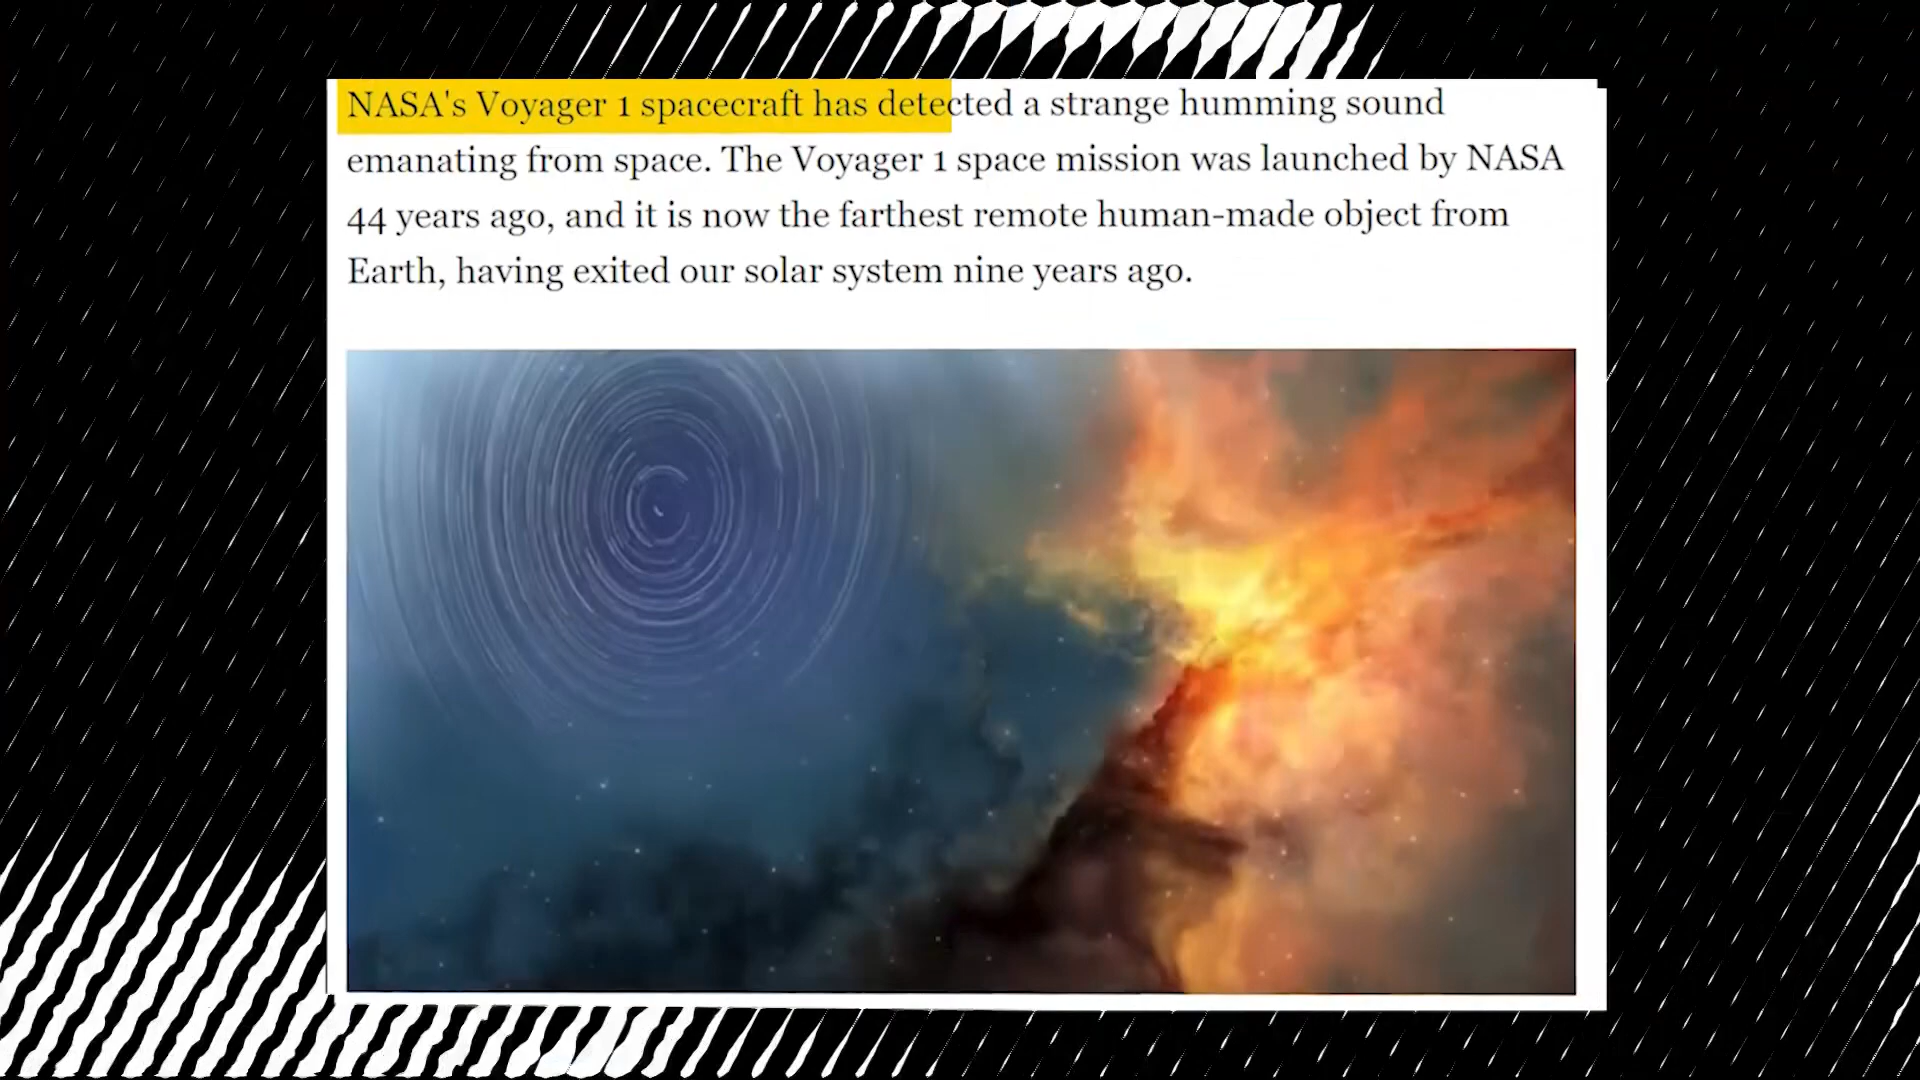 NASA's Voyager 1 spacecraft has detected a strange humming sound
emanating from space. The Voyager 1 space mission was launched by NASA
44 years ago, and it is now the farthest remote human-made object from
Earth, having exited our solar system nine years ago.